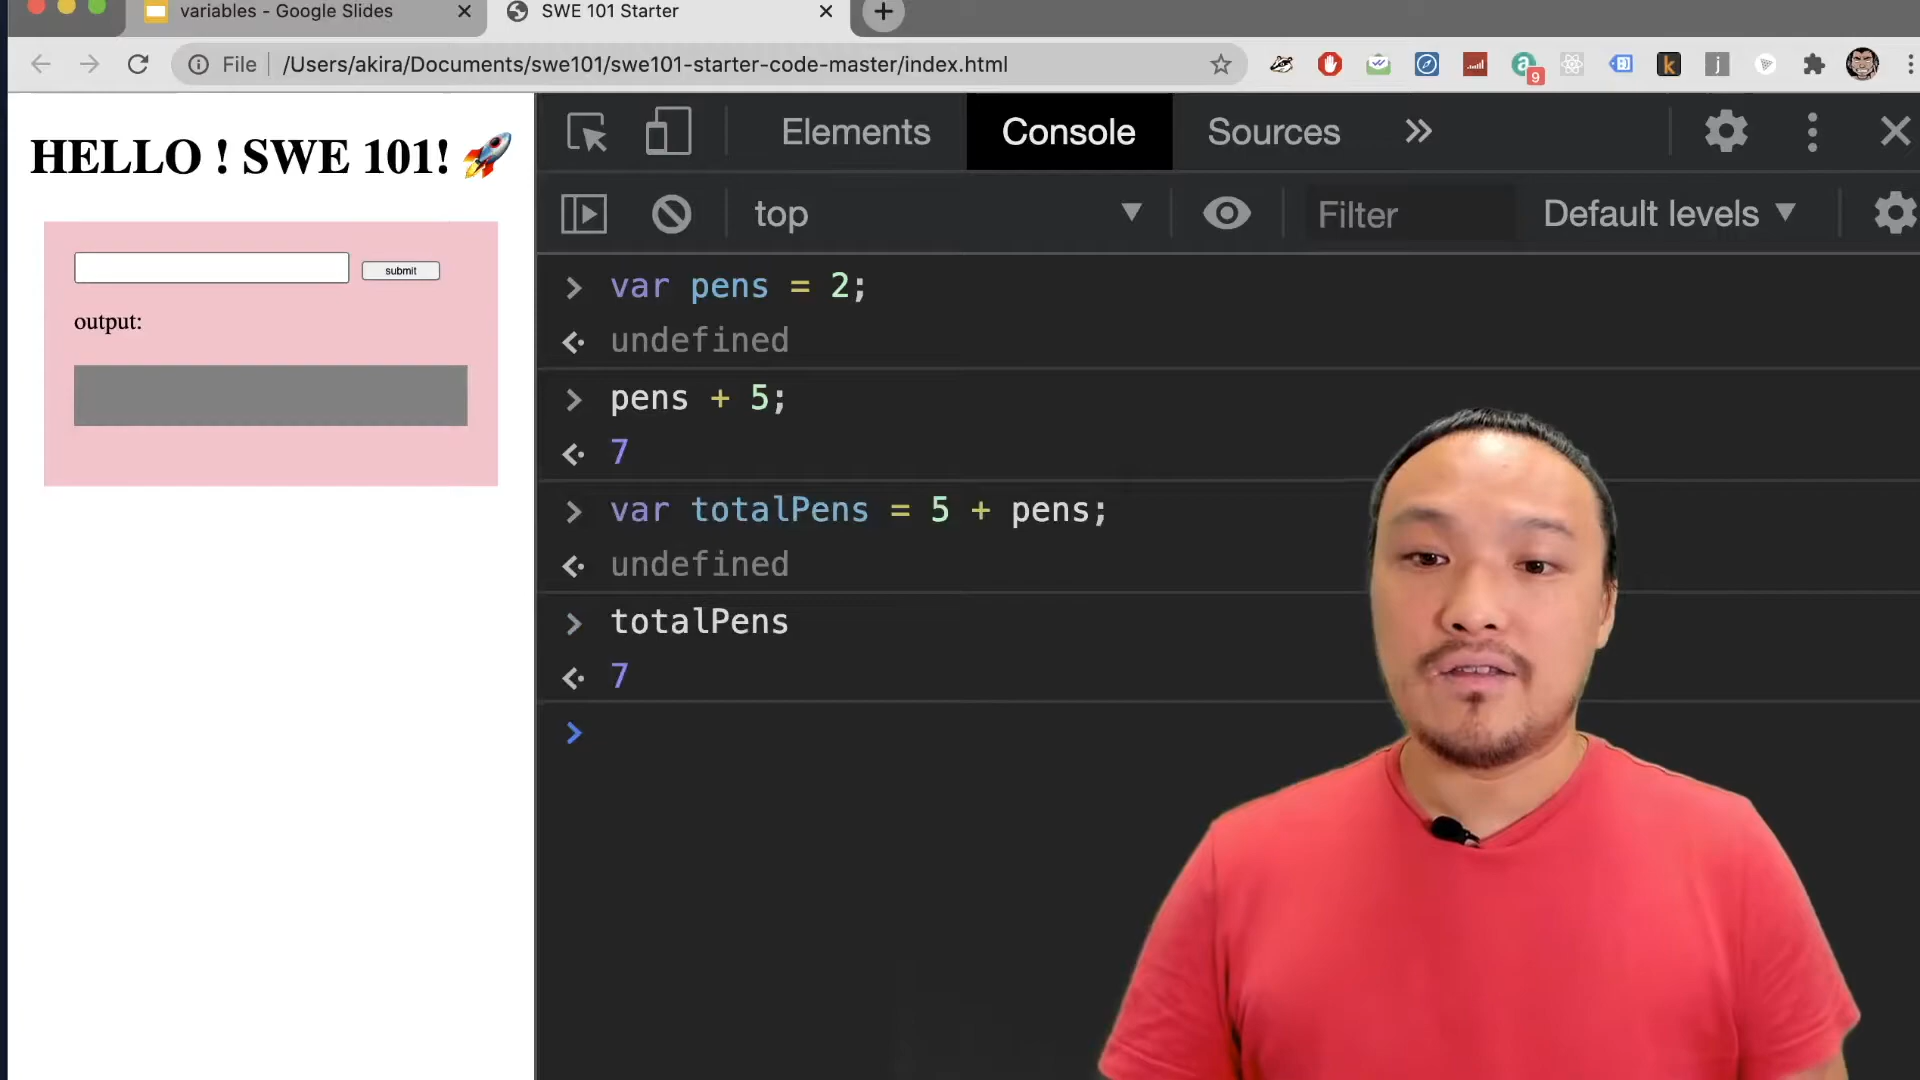 variables - Google Slides
SWE 101 Starter
File
/Users/akira/Documents/swe101/swe101-starter-code-master/index.html
9
k
j
HELLO ! SWE 101! 🚀
submit
output:
Elements
Console
Sources
top
Filter
Default levels
var pens = 2;
undefined
pens + 5;
7
var totalPens = 5 + pens;
undefined
totalPens
7